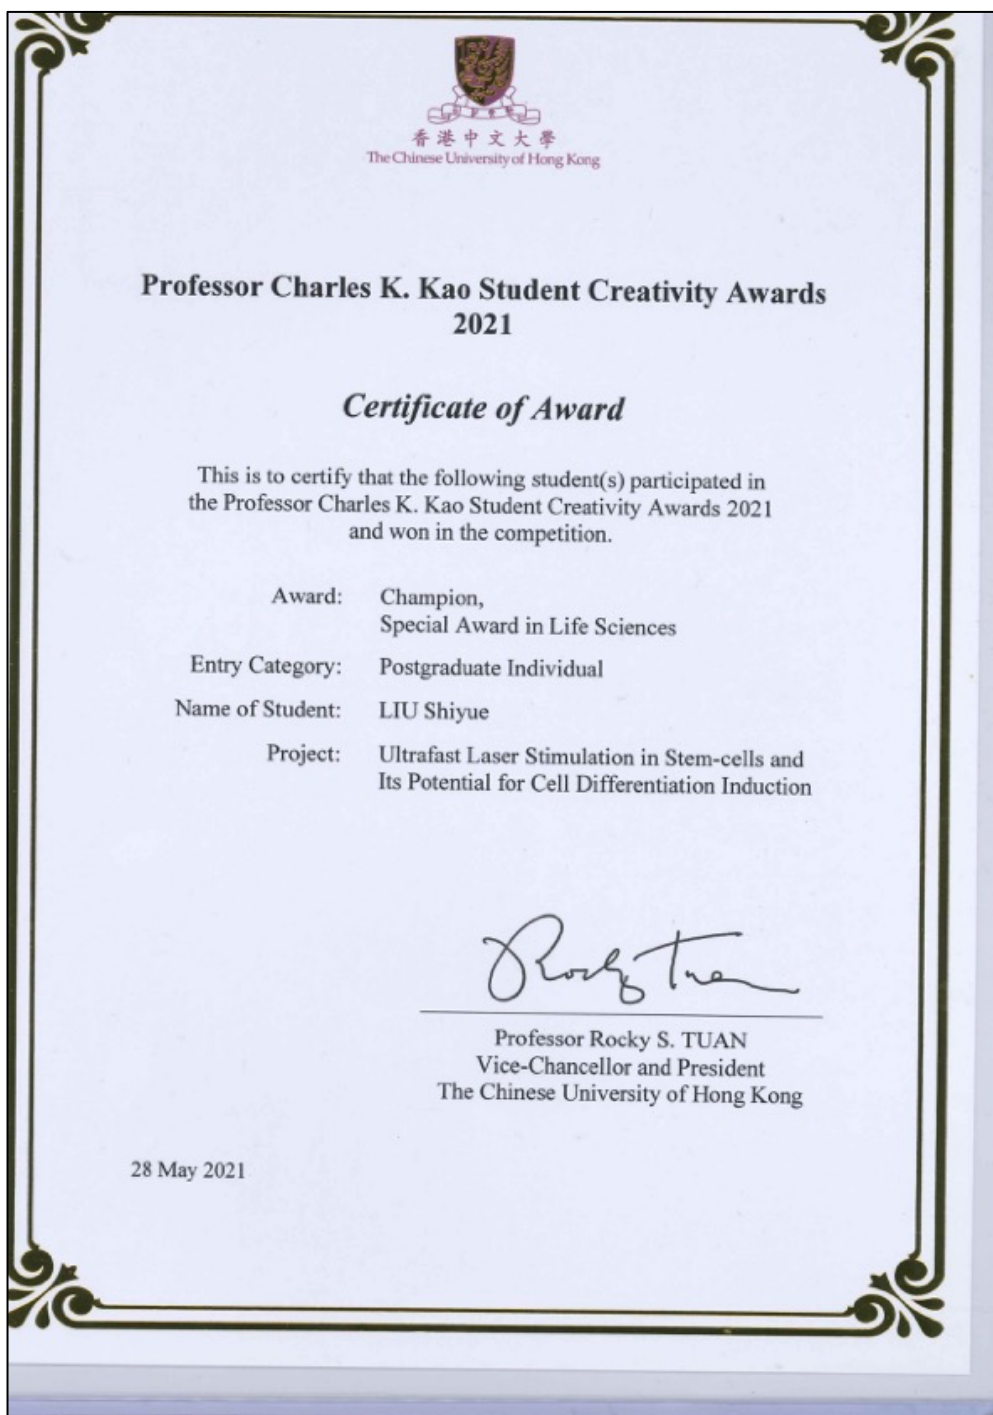 香港中文大學
The Chinese University of Hong Kong
Professor Charles K. Kao Student Creativity Awards
2021
Certificate of Award
This is to certify that the following student(s) participated in
the Professor Charles K. Kao Student Creativity Awards 2021
and won in the competition.
Award: Champion,
Special Award in Life Sciences
Entry Category: Postgraduate Individual
Name of Student: LIU Shiyue
Project: Ultrafast Laser Stimulation in Stem-cells and
Its Potential for Cell Differentiation Induction
Rocky Tuan
Professor Rocky S. TUAN
Vice-Chancellor and President
The Chinese University of Hong Kong
28 May 2021